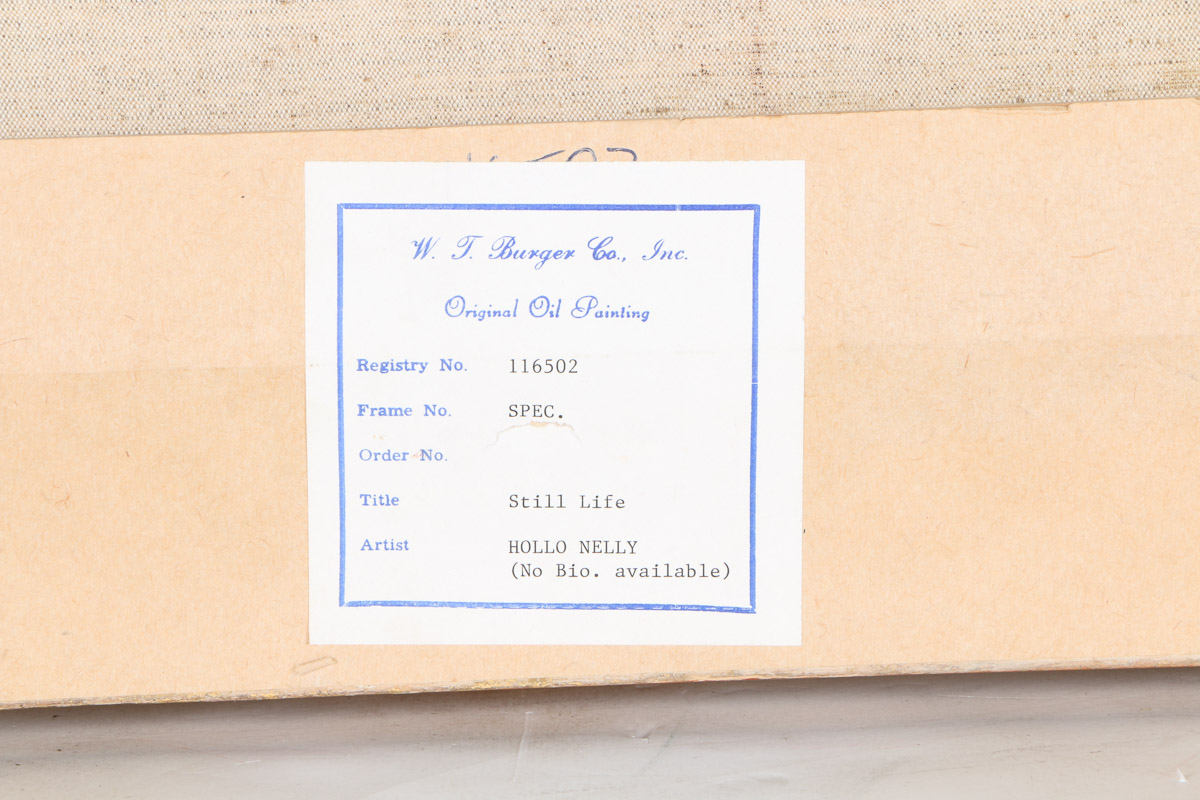 W. T. Burger Co., Inc.
Original Oil Painting
Registry No. 116502
Frame No. SPEC.
Order No.
Title Still Life
Artist HOLLO NELLY
(No Bio. available)